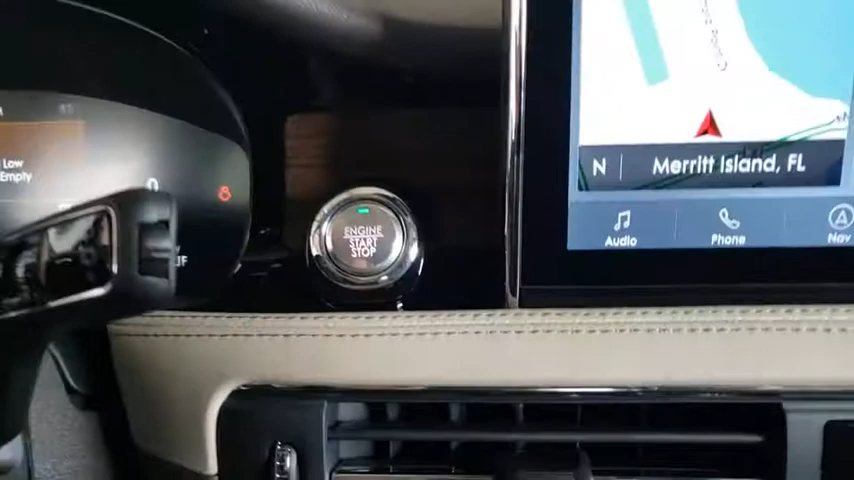 Low
Empty
ENGINE
START
STOP
N
Merritt Island, FL
Audio
Phone
Nav